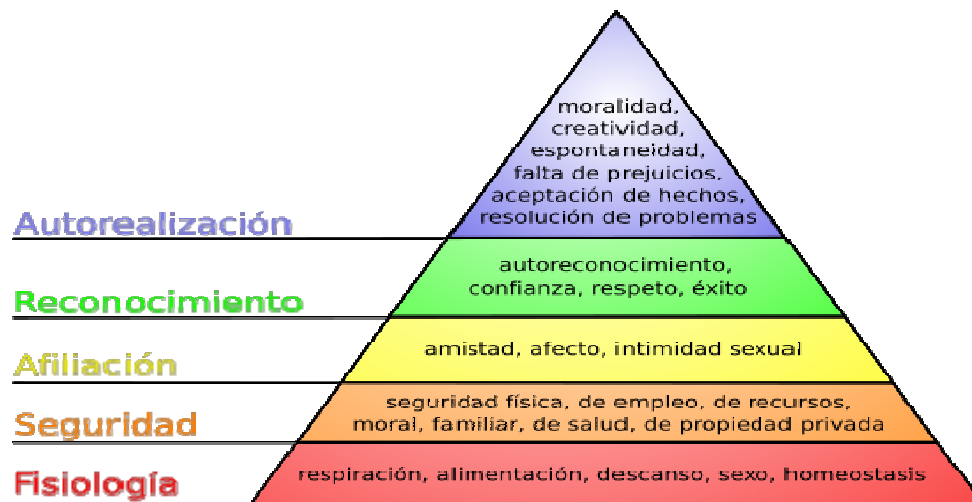 moralidad,
creatividad,
espontaneidad,
falta de prejuicios,
aceptación de hechos,
resolución de problemas
Autorealización
autoreconocimiento,
confianza, respeto, éxito
Reconocimiento
amistad, afecto, intimidad sexual
Afiliación
seguridad física, de empleo, de recursos,
moral, familiar, de salud, de propiedad privada
Seguridad
respiración, alimentación, descanso, sexo, homeostasis
Fisiología